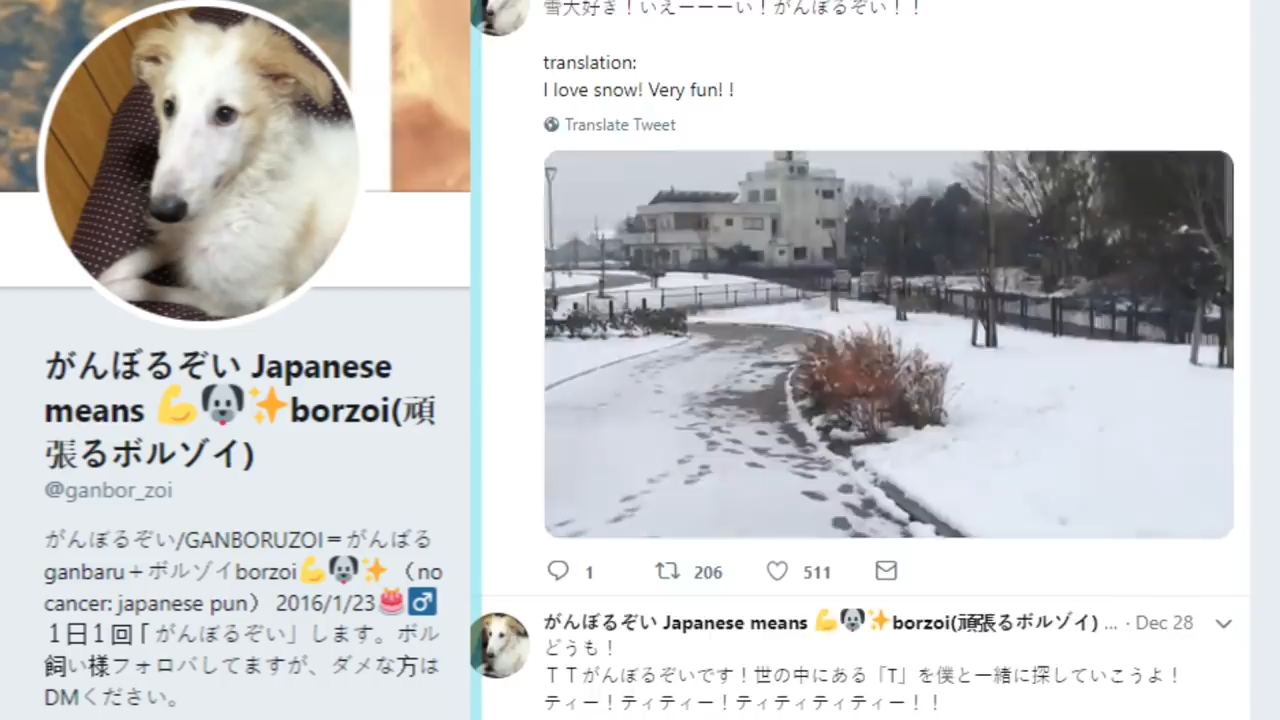 がんぼるぞい Japanese
means 💪🐶✨borzoi(頑
張るボルゾイ)
@ganbor_zoi
がんぼるぞい/GANBORUZOI＝がんばる
ganbaru＋ボルゾイborzoi💪🐶✨（no
cancer: japanese pun） 2016/1/23🎂♂
１日１回「がんぼるぞい」します。ボル
飼い様フォロバしてますが、ダメな方は
DMください。
雪大好き！いえーーーい！がんぼるぞい！！
translation:
I love snow! Very fun! !
Translate Tweet
1 206 511
がんぼるぞい Japanese means 💪🐶✨borzoi(頑張るボルゾイ) ... · Dec 28
どうも！
ＴＴがんぼるぞいです！世の中にある「T」を僕と一緒に探していこうよ！
ティー！ティティー！ティティティティー！！